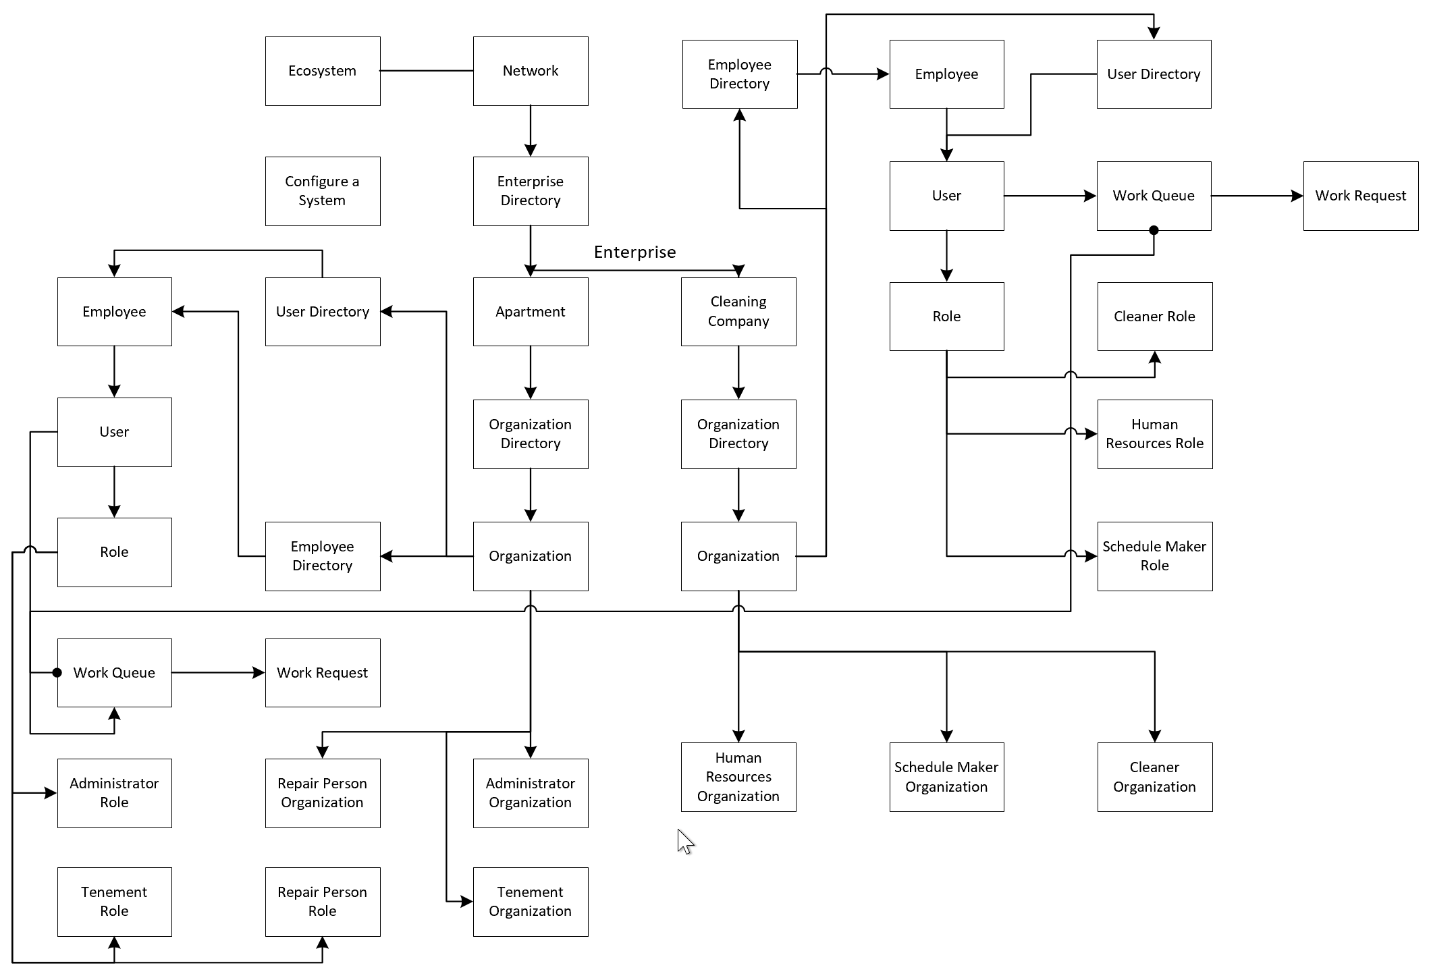 Ecosystem
Network
Employee
Directory
Employee
User Directory
Configure a
System
Enterprise
Directory
User
Work Queue
Work Request
Enterprise
Employee
User Directory
Apartment
Cleaning
Company
Role
Cleaner Role
User
Organization
Directory
Organization
Directory
Human
Resources Role
Role
Employee
Directory
Organization
Organization
Schedule Maker
Role
Work Queue
Work Request
Administrator
Role
Repair Person
Organization
Administrator
Organization
Human
Resources
Organization
Schedule Maker
Organization
Cleaner
Organization
Tenement
Role
Repair Person
Role
Tenement
Organization